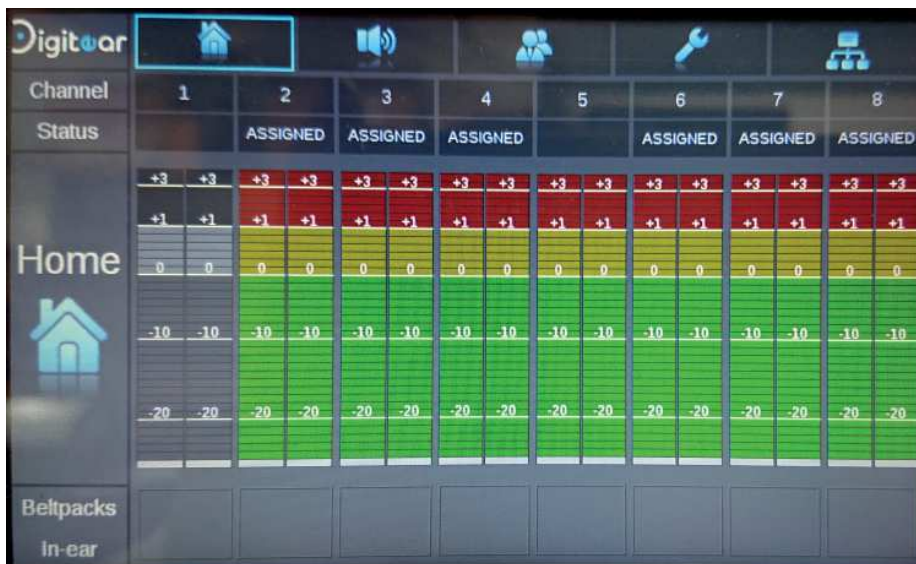 Digitear
Channel 1 2 3 4 5 6 7 8
Status ASSIGNED ASSIGNED ASSIGNED ASSIGNED ASSIGNED ASSIGNED
+3 +3 +3 +3 +3 +3 +3 +3 +3 +3 +3 +3 +3 +3 +3 +3
+1 +1 +1 +1 +1 +1 +1 +1 +1 +1 +1 +1 +1 +1 +1 +1
Home
0 0 0 0 0 0 0 0 0 0 0 0 0 0 0 0
-10 -10 -10 -10 -10 -10 -10 -10 -10 -10 -10 -10 -10 -10 -10 -10
-20 -20 -20 -20 -20 -20 -20 -20 -20 -20 -20 -20 -20 -20 -20 -20
Beltpacks
In-ear